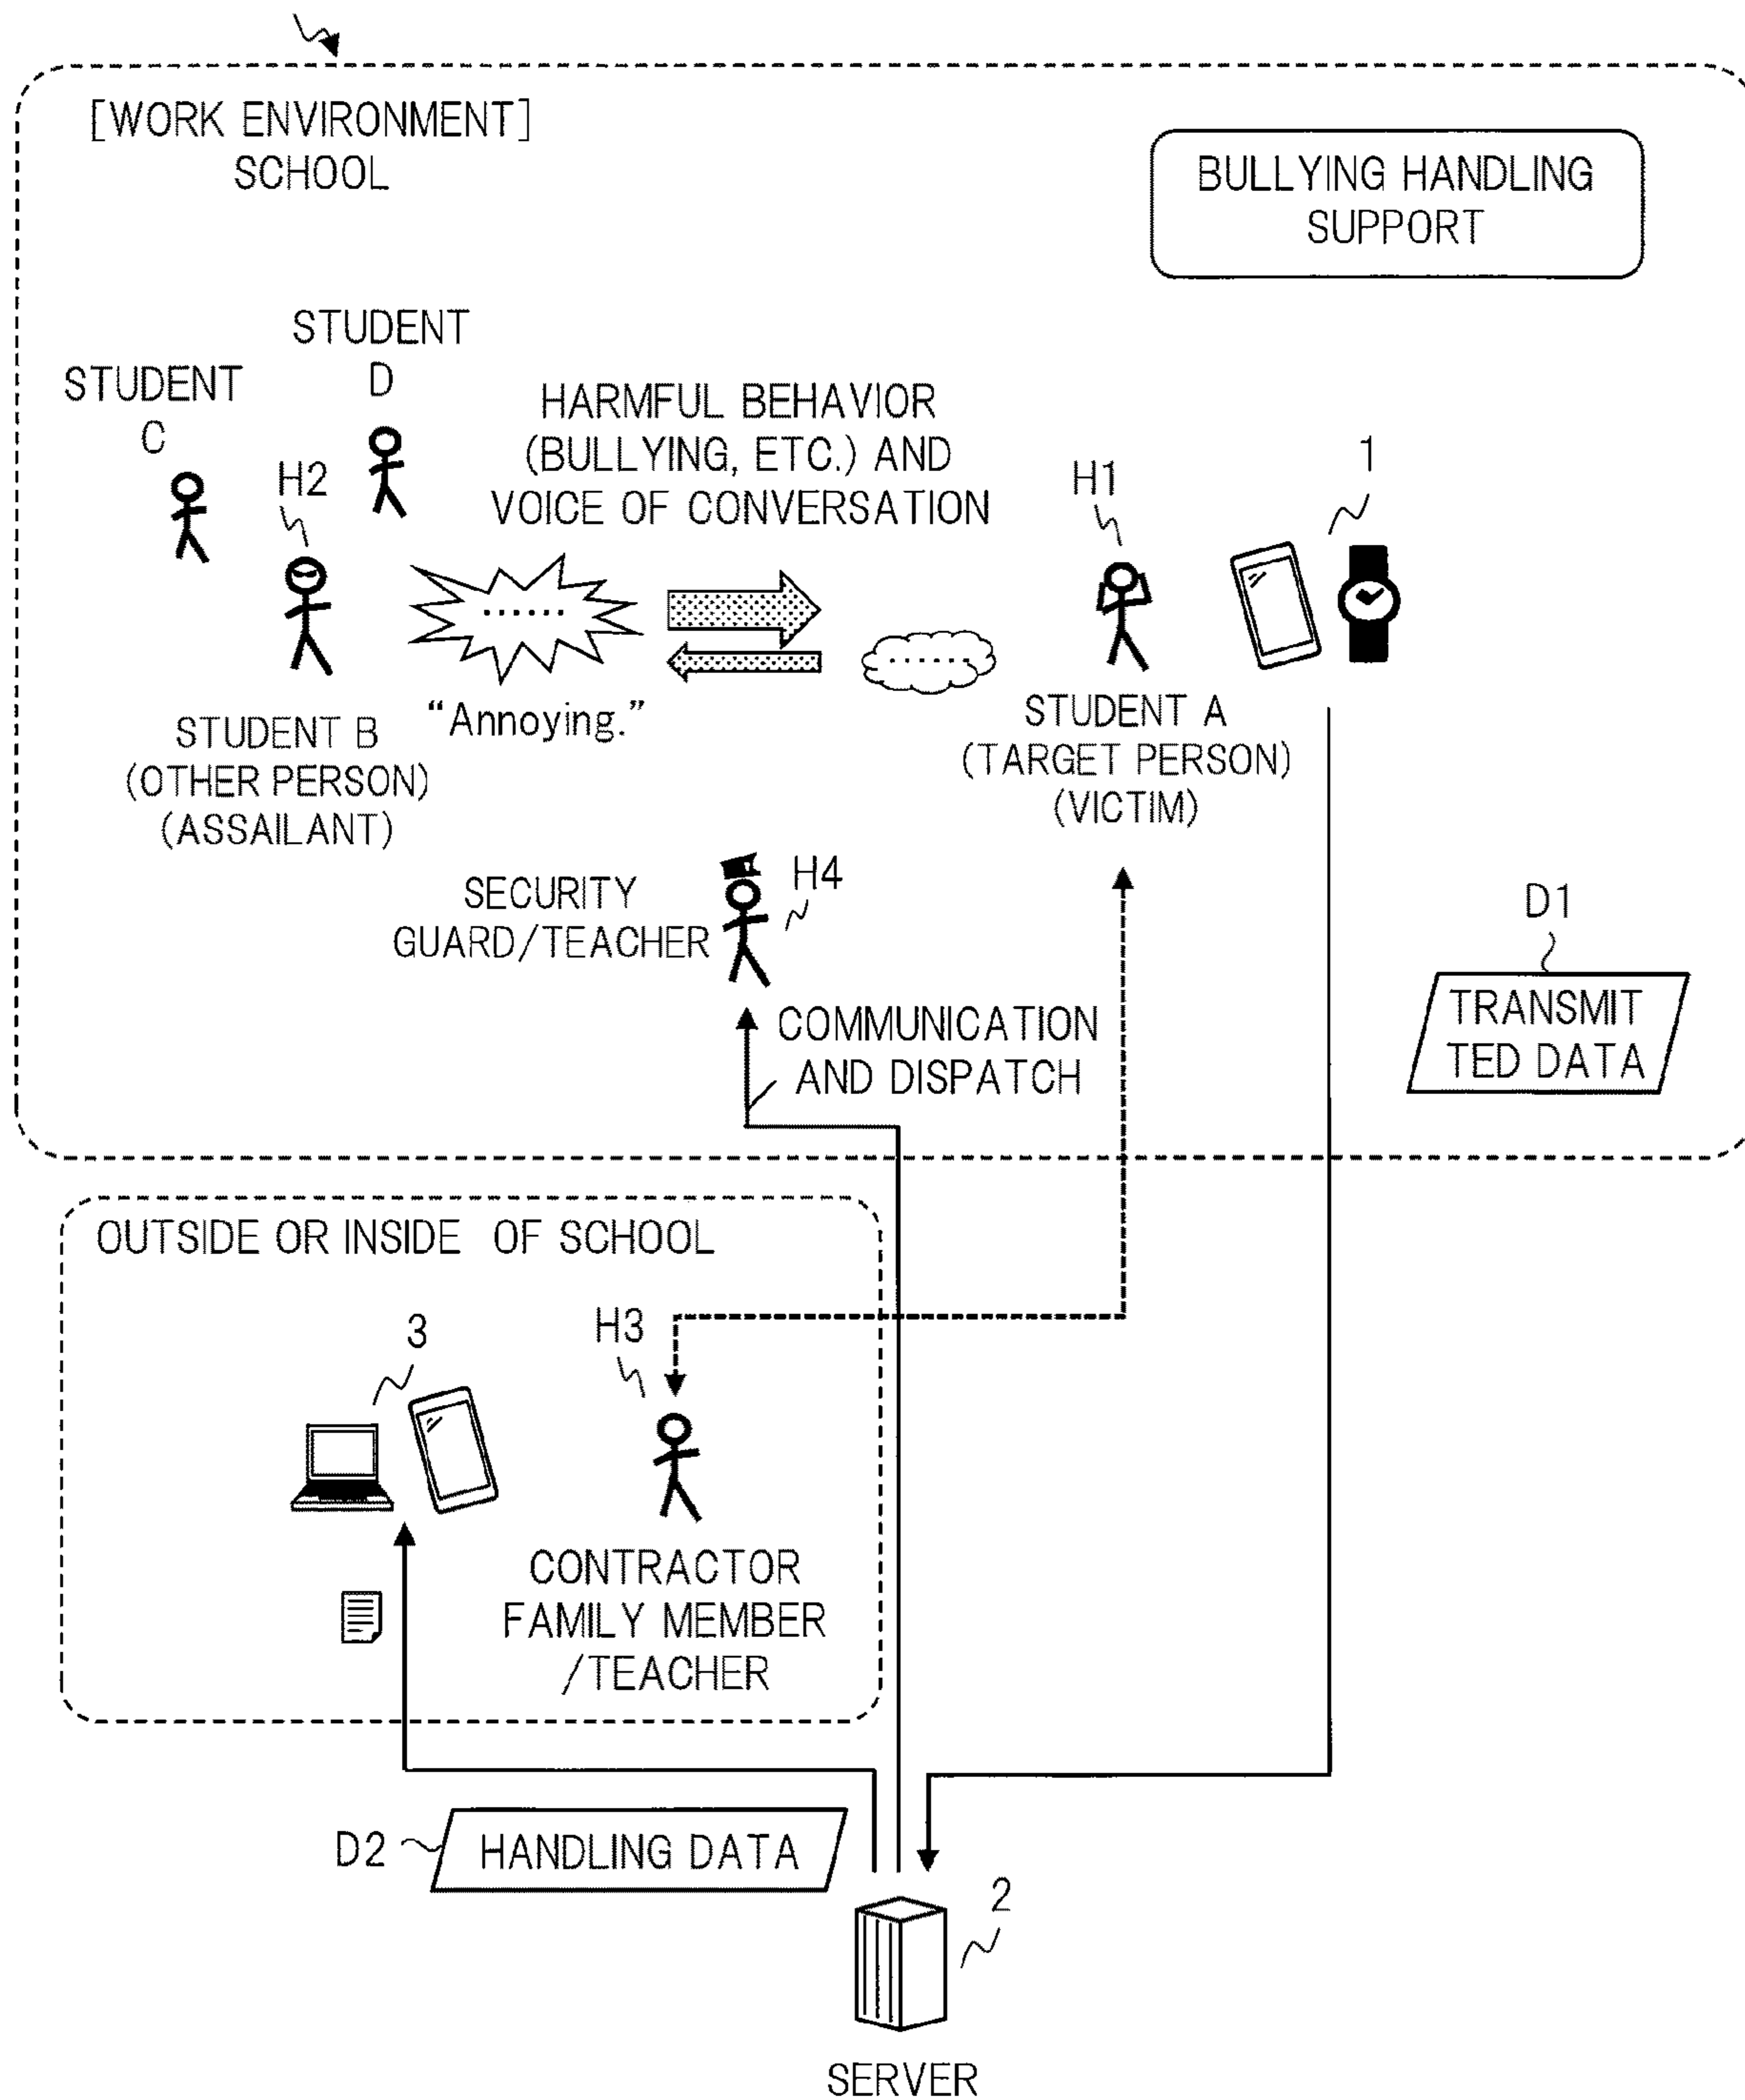 [WORK ENVIRONMENT]
SCHOOL
BULLYING HANDLING
SUPPORT
STUDENT
D
STUDENT
C
HARMFUL BEHAVIOR
(BULLYING, ETC.) AND
VOICE OF CONVERSATION
H2
H1
1
......
......
“Annoying.”
STUDENT B
(OTHER PERSON)
(ASSAILANT)
STUDENT A
(TARGET PERSON)
(VICTIM)
SECURITY
GUARD/TEACHER
H4
D1
TRANSMIT
TED DATA
COMMUNICATION
AND DISPATCH
OUTSIDE OR INSIDE OF SCHOOL
3
H3
CONTRACTOR
FAMILY MEMBER
/TEACHER
D2
HANDLING DATA
2
SERVER